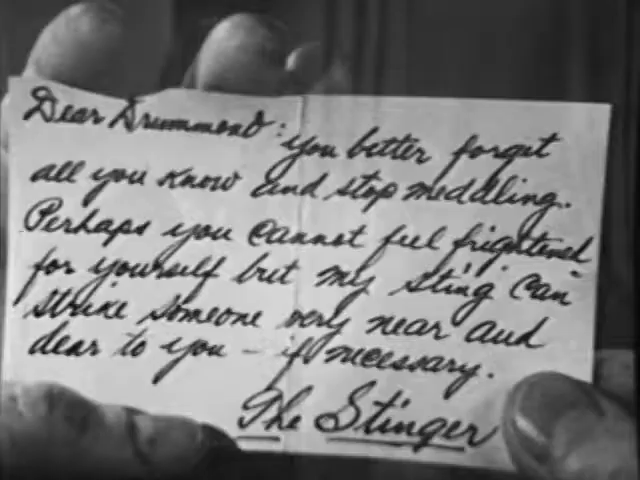 Dear Drummond: you better forget
all you know and stop meddling.
Perhaps you cannot feel frightened
for yourself but my sting can
strike someone very near and
dear to you - if necessary.
The Stinger